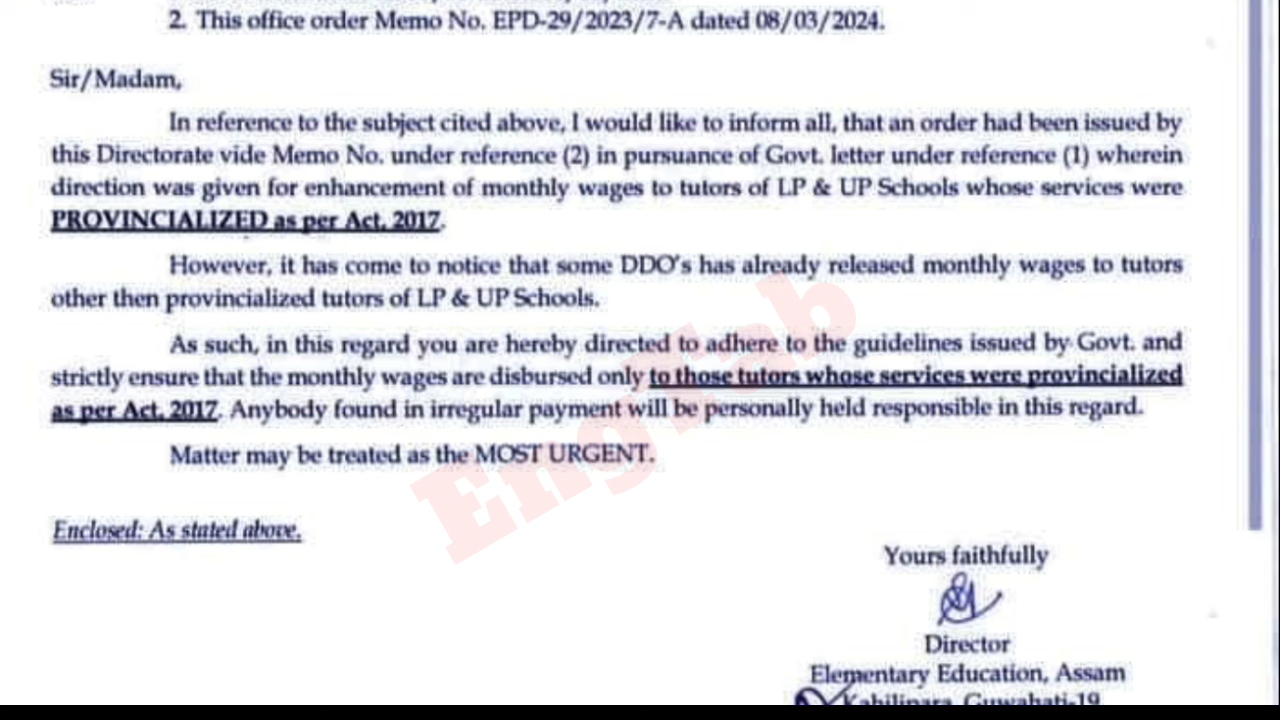 2. This office order Memo No. EPD-29/2023/7-A dated 08/03/2024.
Sir/Madam,
In reference to the subject cited above, I would like to inform all, that an order had been issued by
this Directorate vide Memo No. under reference (2) in pursuance of Govt. letter under reference (1) wherein
direction was given for enhancement of monthly wages to tutors of LP & UP Schools whose services were
PROVINCIALIZED as per Act, 2017.
However, it has come to notice that some DDO's has already released monthly wages to tutors
other then provincialized tutors of LP & UP Schools.
As such, in this regard you are hereby directed to adhere to the guidelines issued by Govt. and
strictly ensure that the monthly wages are disbursed only to those tutors whose services were provincialized
as per Act, 2017. Anybody found in irregular payment will be personally held responsible in this regard.
Matter may be treated as the MOST URGENT.
EngTab
Enclosed: As stated above.
Yours faithfully
Director
Elementary Education, Assam
Kahilipara, Guwahati-19